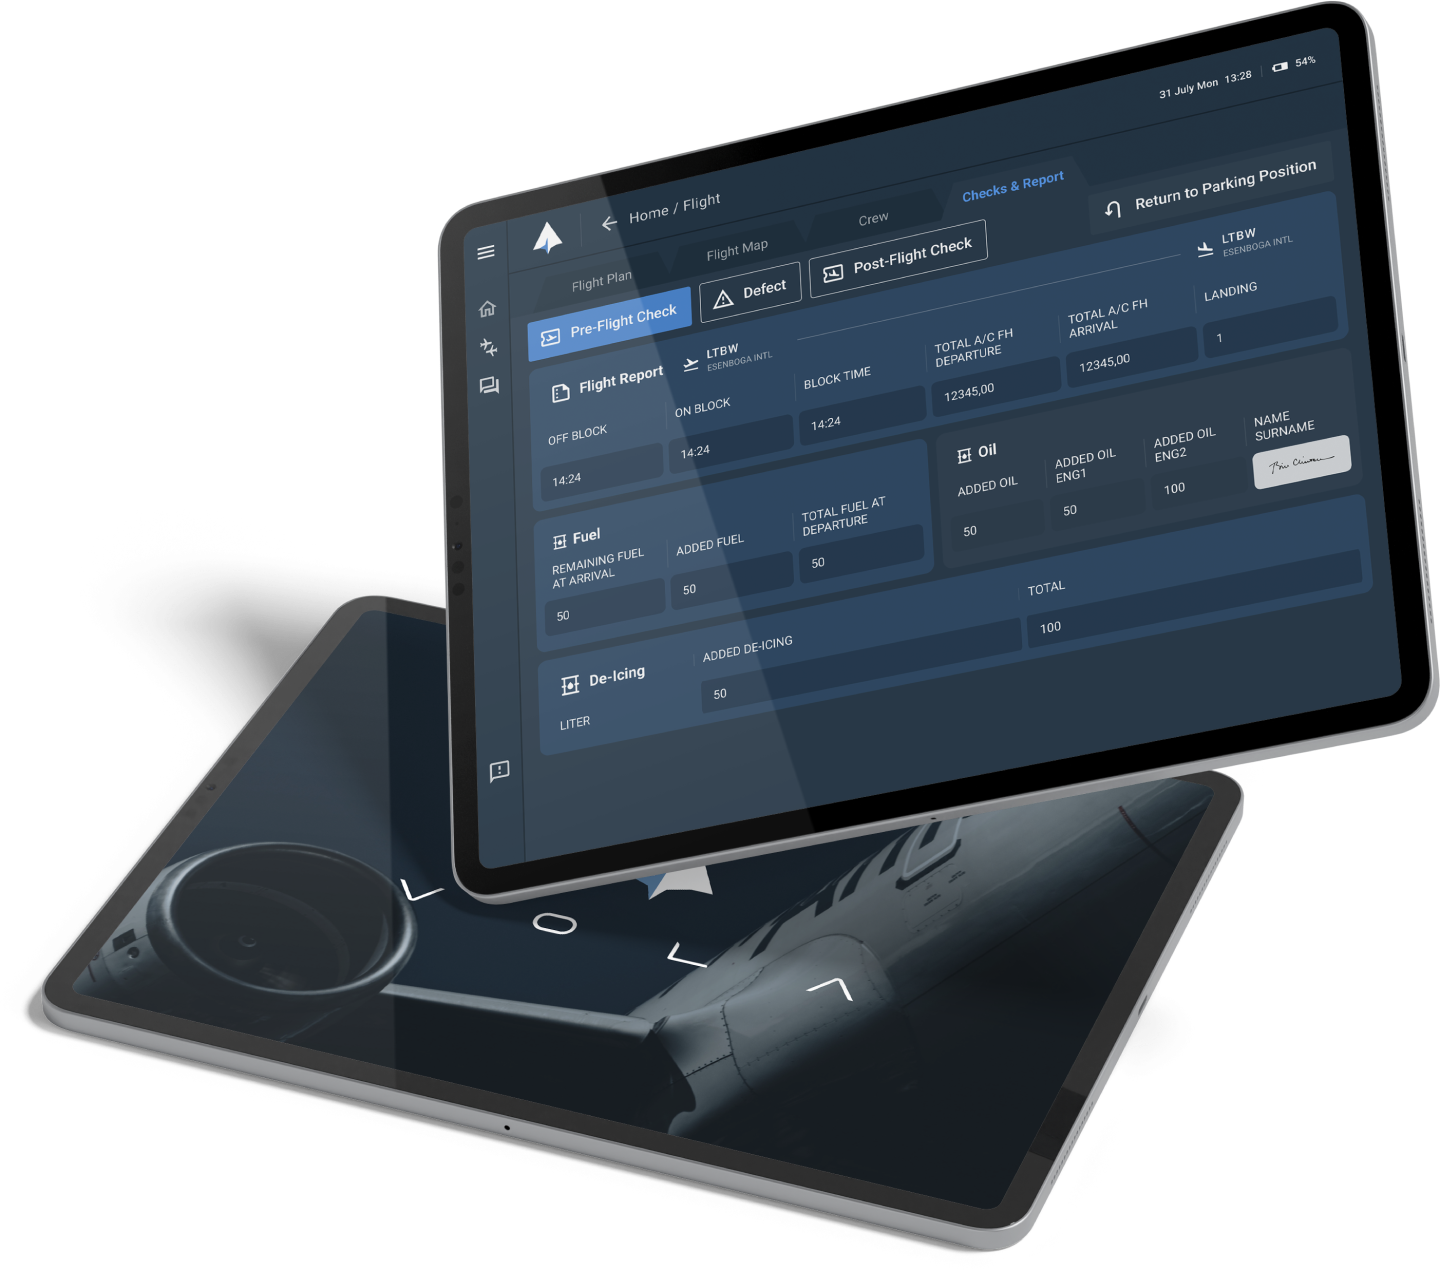 31 July Mon 13:28 54%
Home / Flight
Flight Plan
Flight Map
Crew
Checks & Report
Return to Parking Position
Pre-Flight Check
Defect
Post-Flight Check
Flight Report
LTBW
ESENBOGA INTL
LTBW
ESENBOGA INTL
OFF BLOCK
14:24
ON BLOCK
14:24
BLOCK TIME
14:24
TOTAL A/C FH
DEPARTURE
12345,00
TOTAL A/C FH
ARRIVAL
12345,00
LANDING
1
Fuel
REMAINING FUEL
AT ARRIVAL
50
ADDED FUEL
50
TOTAL FUEL AT
DEPARTURE
50
Oil
ADDED OIL
50
ADDED OIL
ENG1
50
ADDED OIL
ENG2
100
NAME
SURNAME
De-Icing
LITER
ADDED DE-ICING
50
TOTAL
100